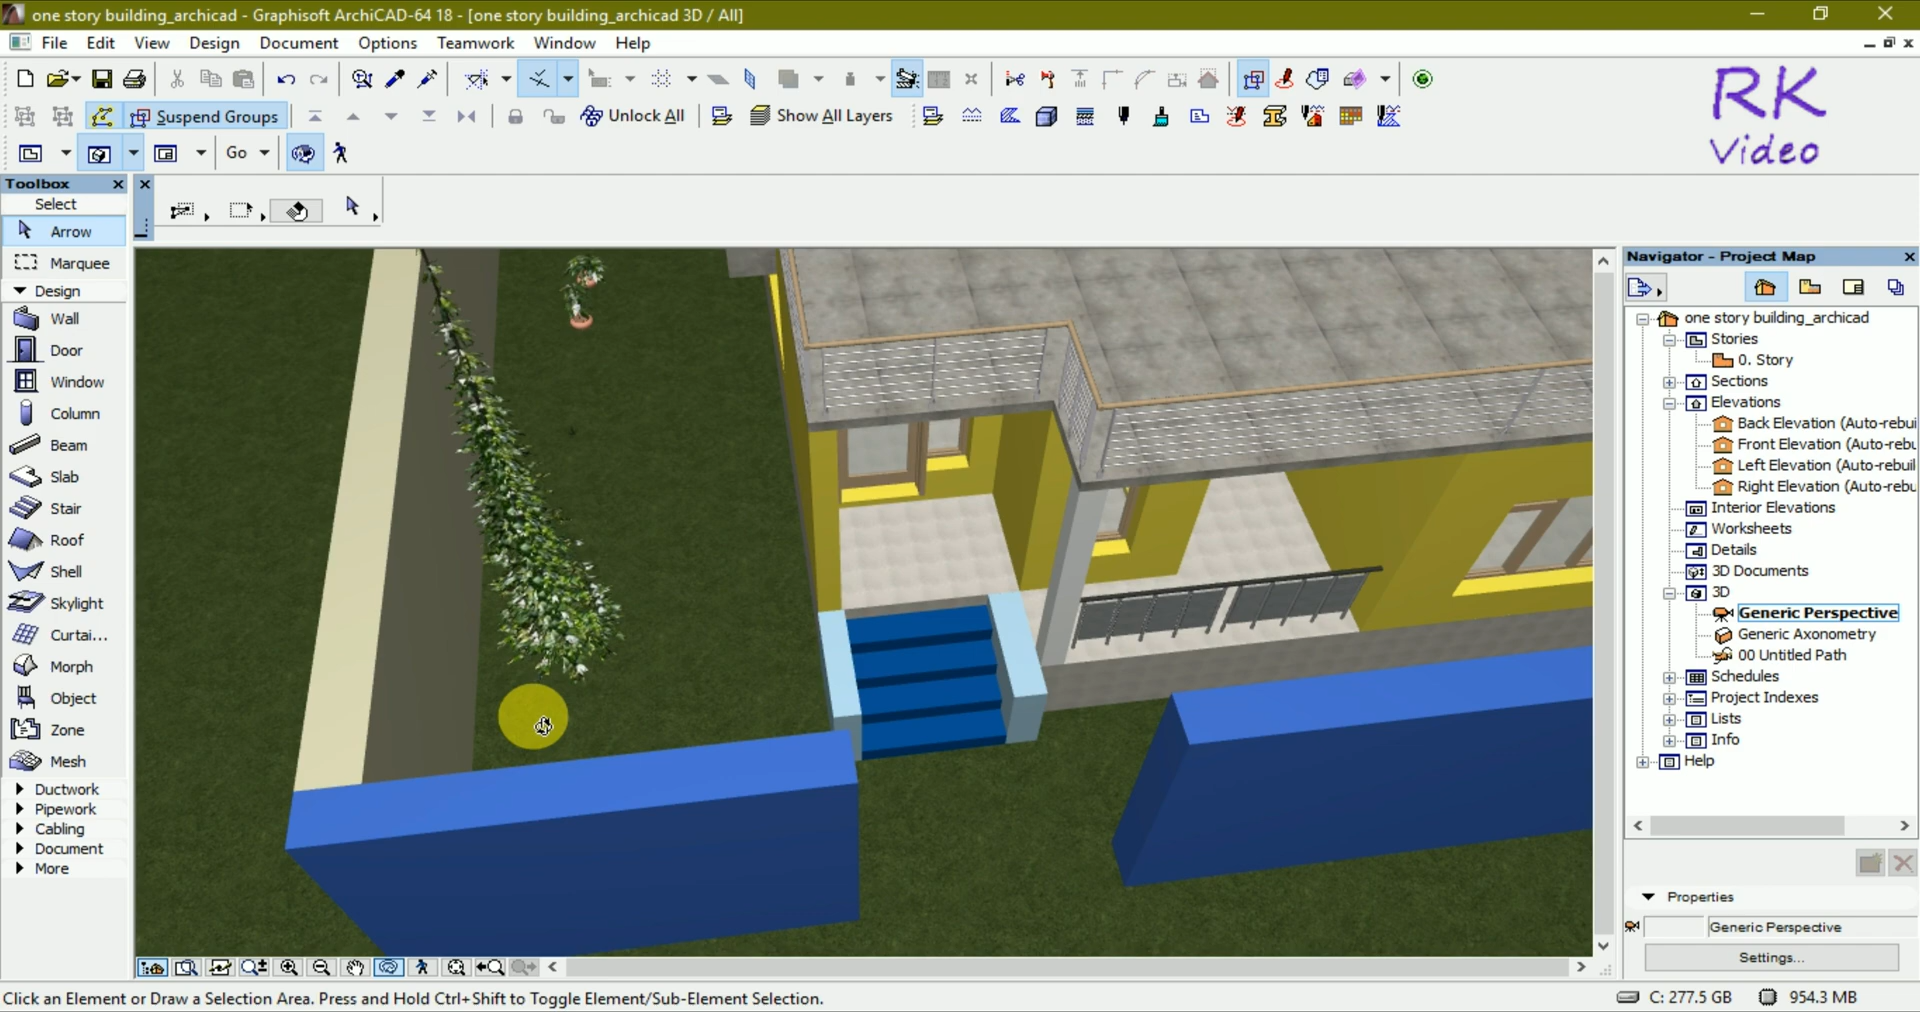 one story building_archicad - Graphisoft ArchiCAD-64 18 - [one story building_archicad 3D / All]
File Edit View Design Document Options Teamwork Window Help
Suspend Groups Unlock All Show All Layers
RK
Video
Go
Toolbox
Select
Arrow
Marquee
Design
Wall
Door
Window
Column
Beam
Slab
Stair
Roof
Shell
Skylight
Curtai...
Morph
Object
Zone
Mesh
Ductwork
Pipework
Cabling
Document
More
Navigator - Project Map
one story building_archicad
Stories
0. Story
Sections
Elevations
Back Elevation (Auto-rebui
Front Elevation (Auto-rebu
Left Elevation (Auto-rebuil
Right Elevation (Auto-rebu
Interior Elevations
Worksheets
Details
3D Documents
3D
Generic Perspective
Generic Axonometry
00 Untitled Path
Schedules
Project Indexes
Lists
Info
Help
Properties
Generic Perspective
Settings...
Click an Element or Draw a Selection Area. Press and Hold Ctrl+Shift to Toggle Element/Sub-Element Selection.
C: 277.5 GB 954.3 MB